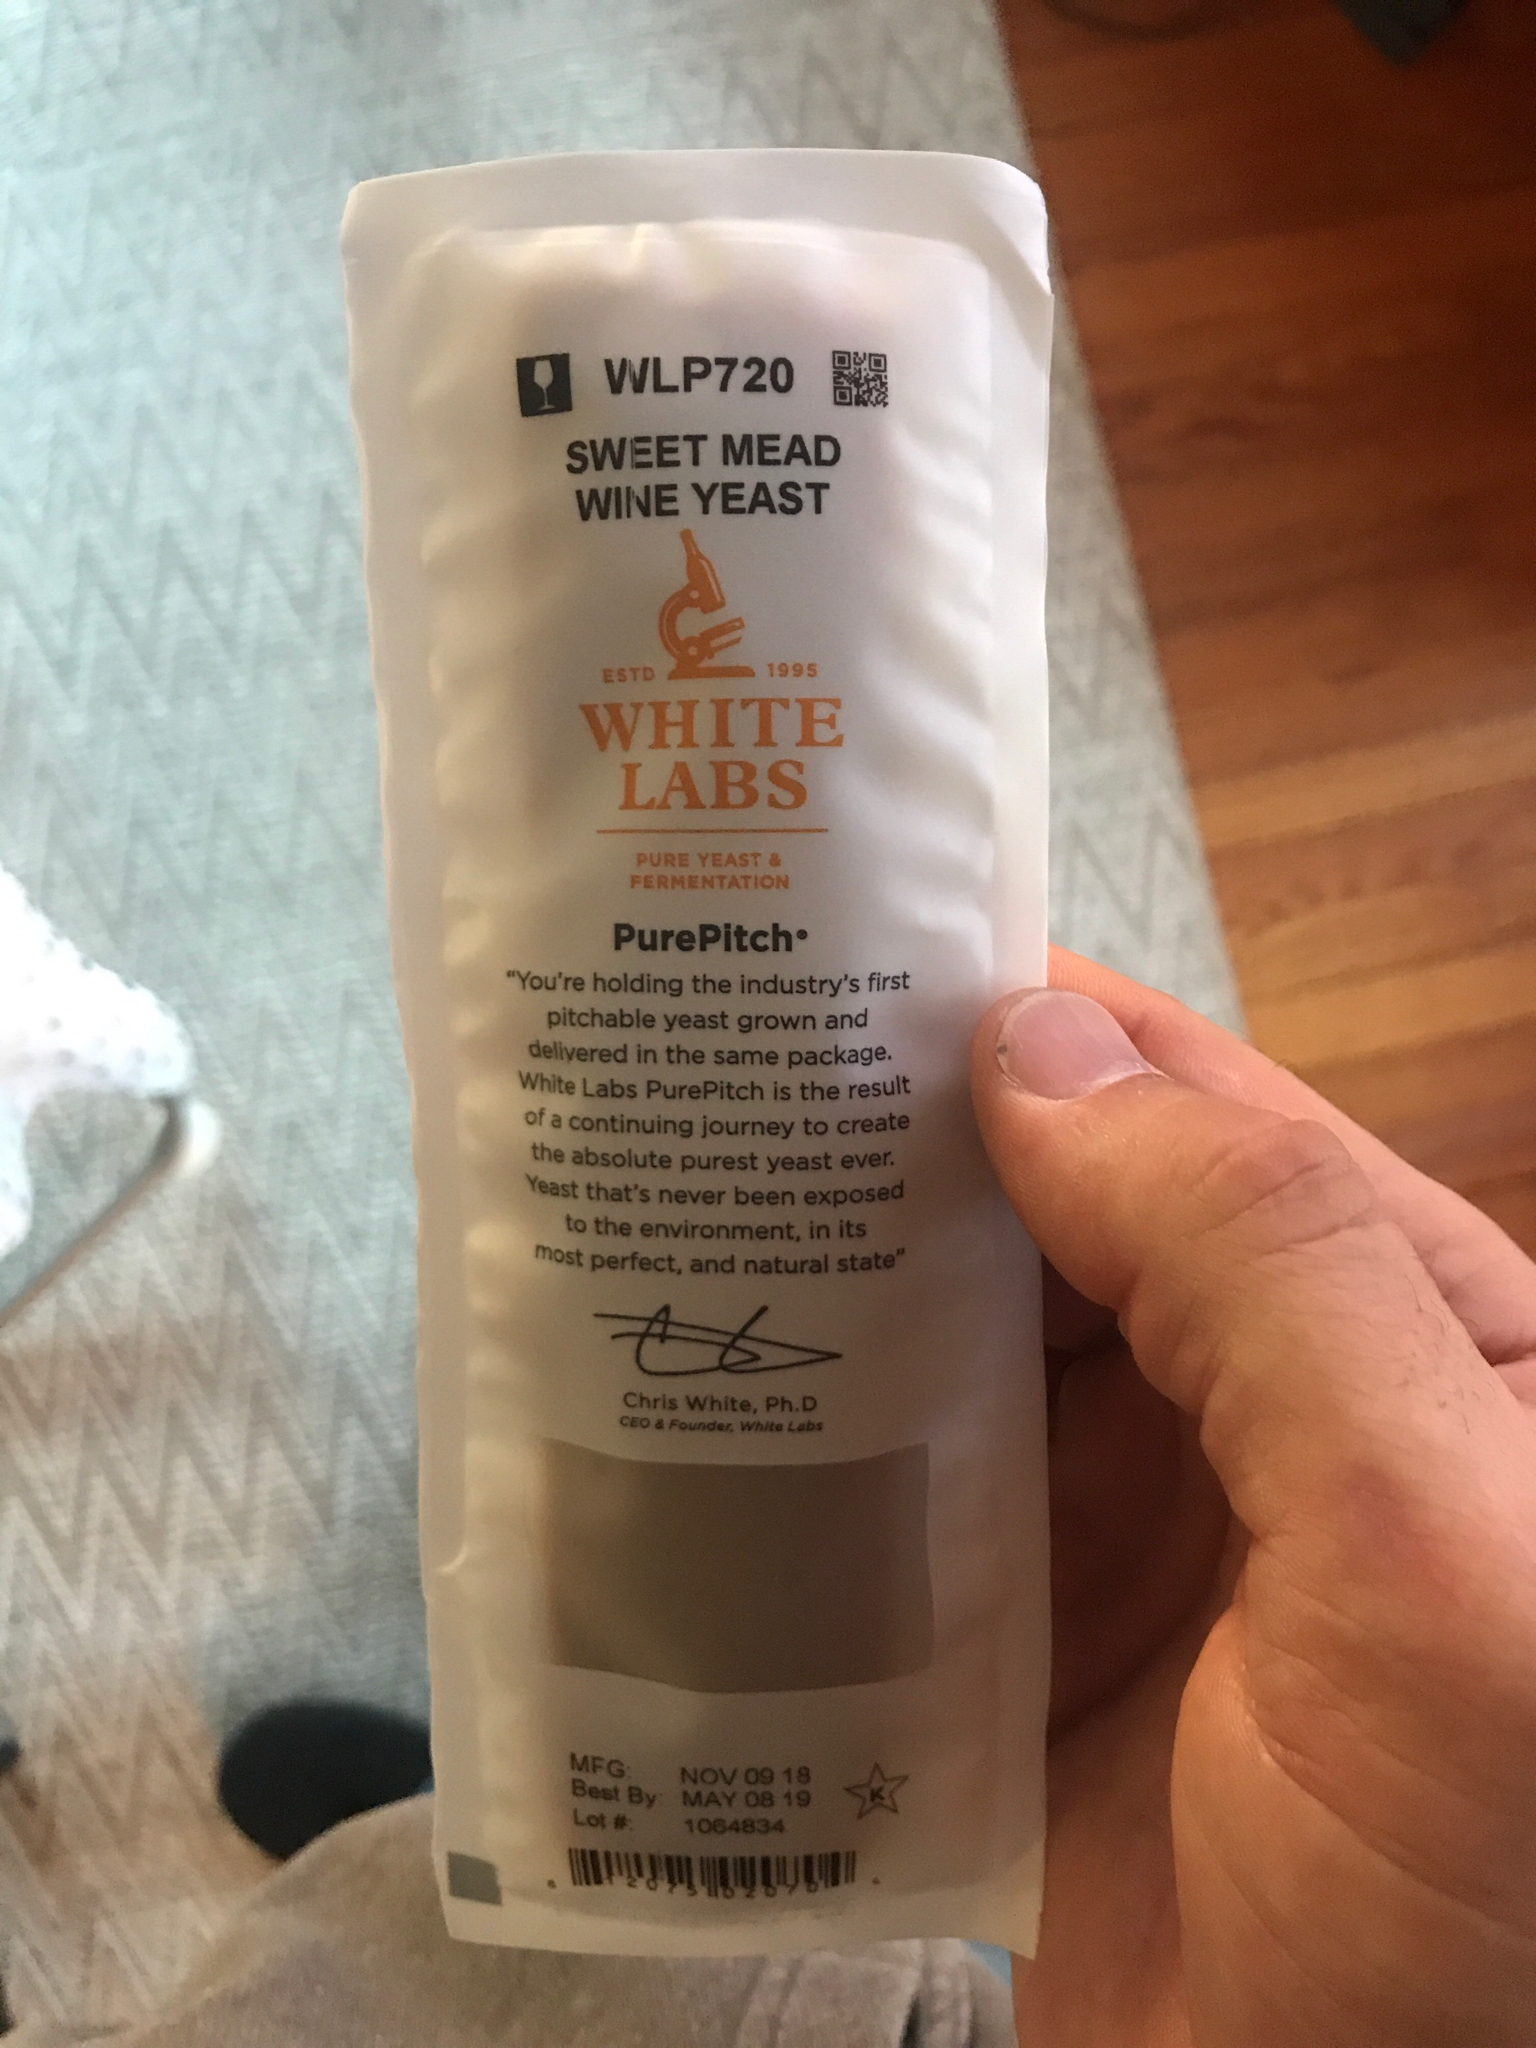 WLP720
SWEET MEAD
WINE YEAST
ESTD 1995
WHITE
LABS
PURE YEAST &
FERMENTATION
PurePitch®
“You're holding the industry's first
pitchable yeast grown and
delivered in the same package.
White Labs PurePitch is the result
of a continuing journey to create
the absolute purest yeast ever.
Yeast that's never been exposed
to the environment, in its
most perfect, and natural state”
Chris White, Ph.D
CEO & Founder, White Labs
MFG: NOV 09 18
Best By: MAY 08 19
Lot #: 1064834
K